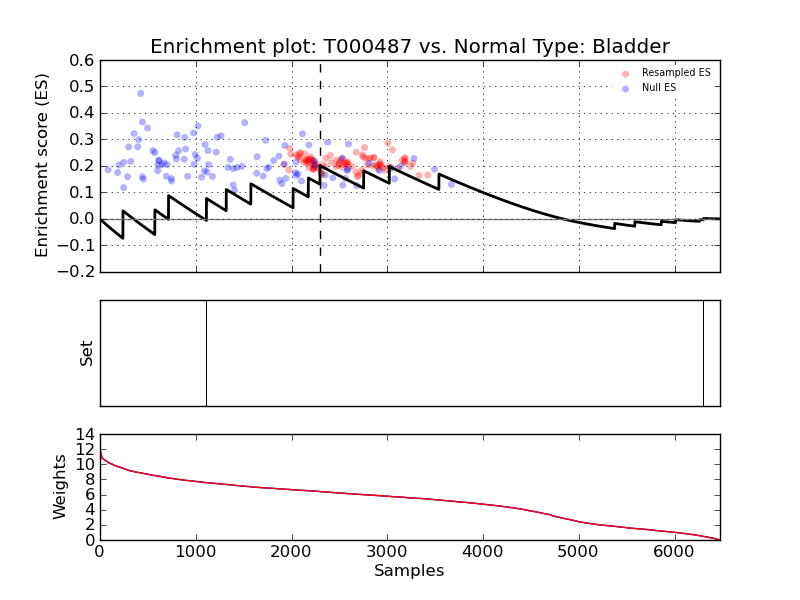 Enrichment plot: T000487 vs. Normal Type: Bladder
Enrichment score (ES)
0.6
0.5
0.4
0.3
0.2
0.1
0.0
−0.1
−0.2
Resampled ES
Null ES
Set
Weights
14
12
10
8
6
4
2
0
0 1000 2000 3000 4000 5000 6000
Samples